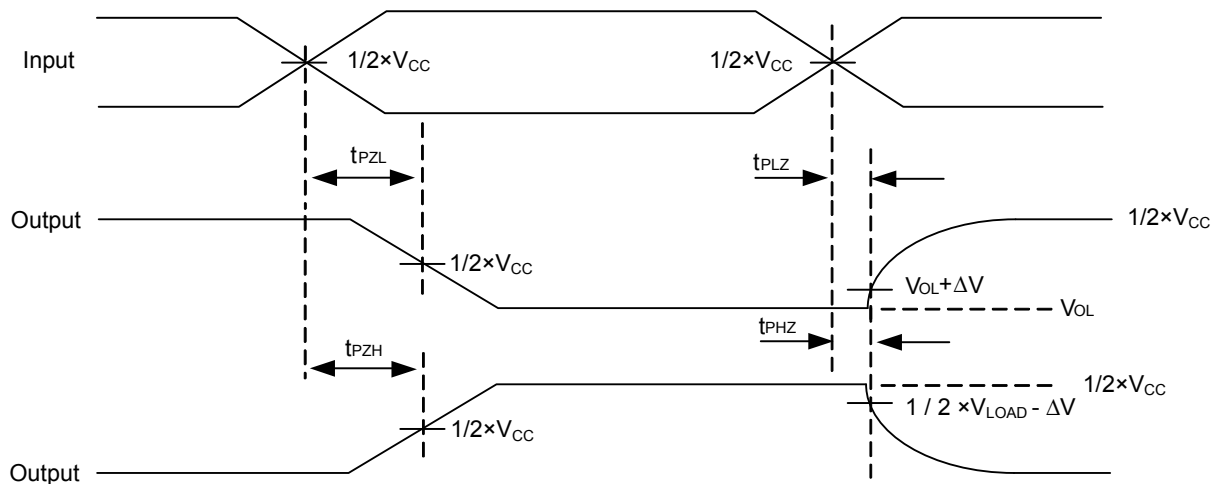 Input
1/2×VCC
1/2×VCC
tPZL
tPLZ
Output
1/2×VCC
1/2×VCC
VOL+ΔV
VOL
tPZH
tPHZ
1/2×VCC
1 / 2 ×VLOAD - ΔV
1/2×VCC
Output